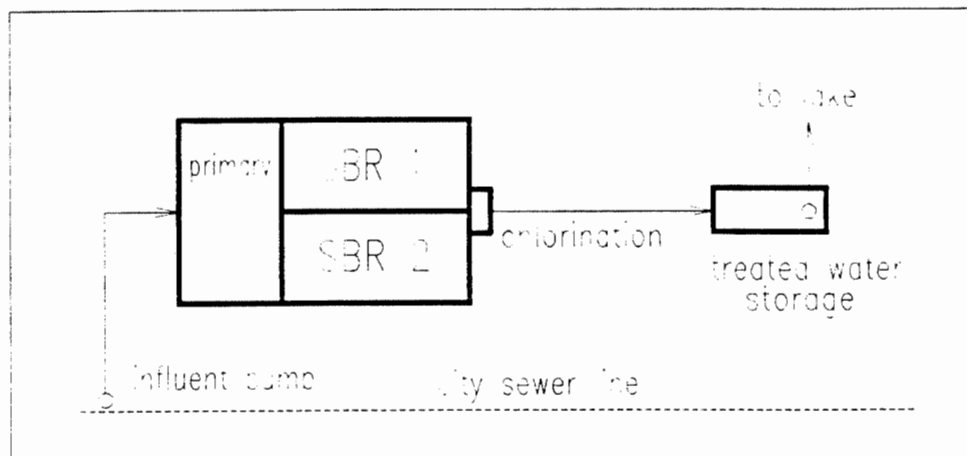 to lake
primary
SBR 1
SBR 2
chlorination
treated water
storage
influent pump
city sewer line